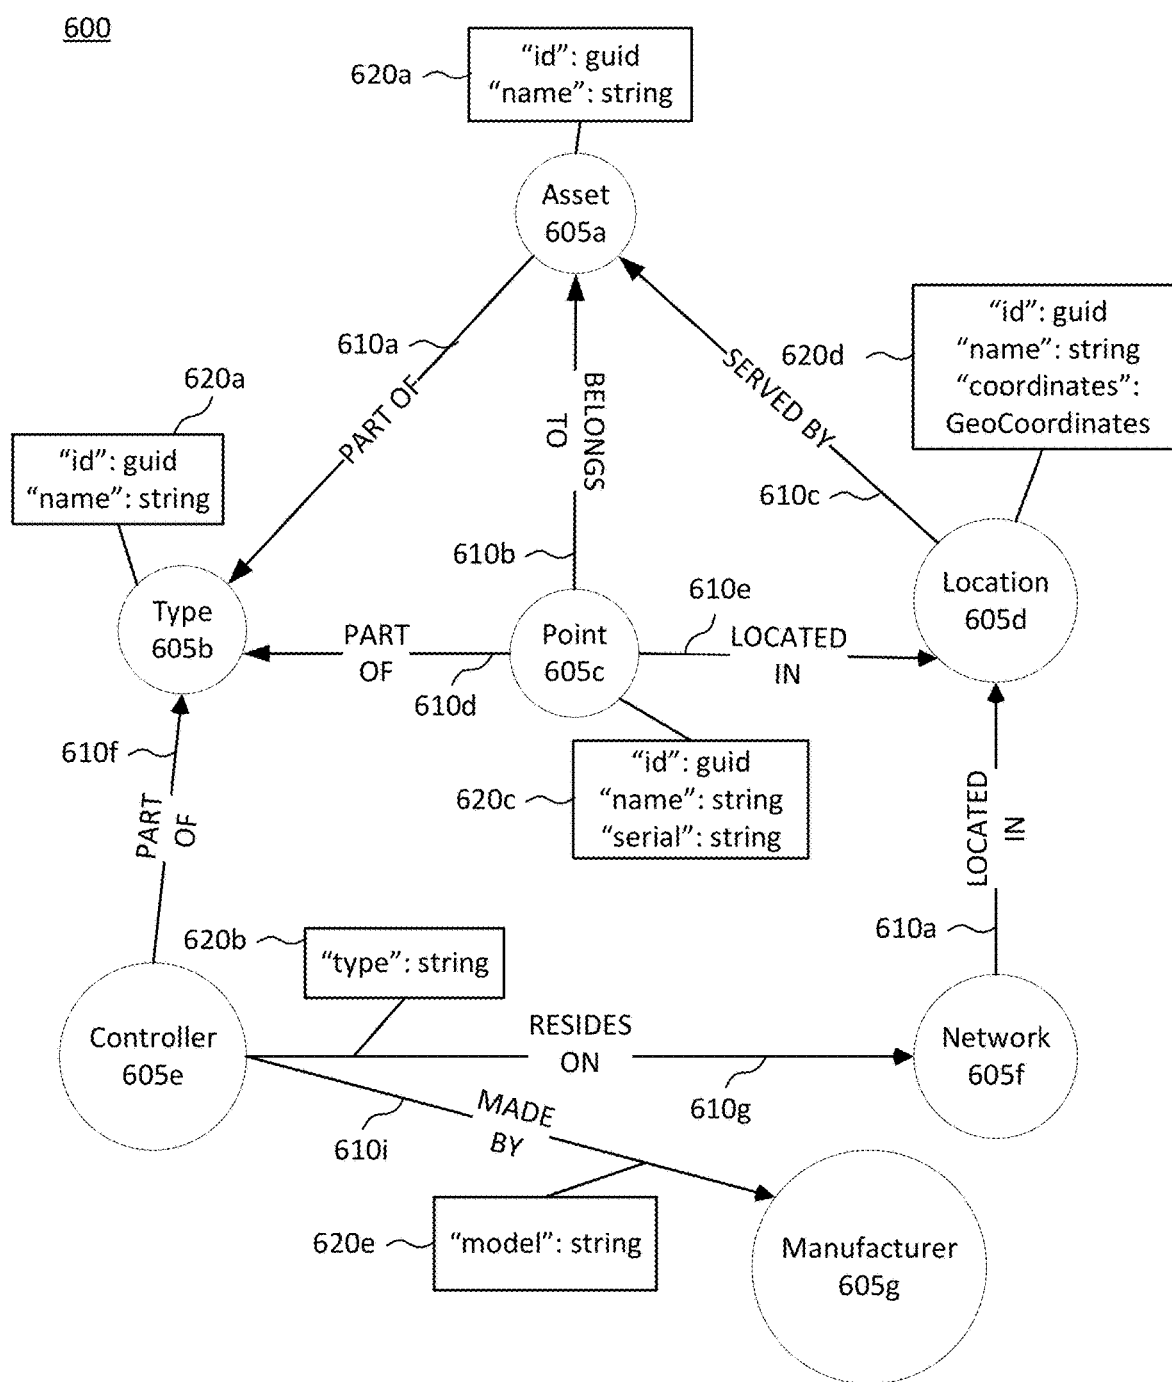 600
620a
“id”: guid
“name”: string
Asset
605a
610a
PART OF
BELONGS
TO
SERVED BY
620d
“id”: guid
“name”: string
“coordinates”:
GeoCoordinates
620a
“id”: guid
“name”: string
610c
610b
Type
605b
PART
OF
610d
Point
605c
610e
LOCATED
IN
Location
605d
610f
PART
OF
620c
“id”: guid
“name”: string
“serial”: string
LOCATED
IN
610a
620b
“type”: string
Controller
605e
RESIDES
ON
610g
Network
605f
610i
MADE
BY
620e
“model”: string
Manufacturer
605g